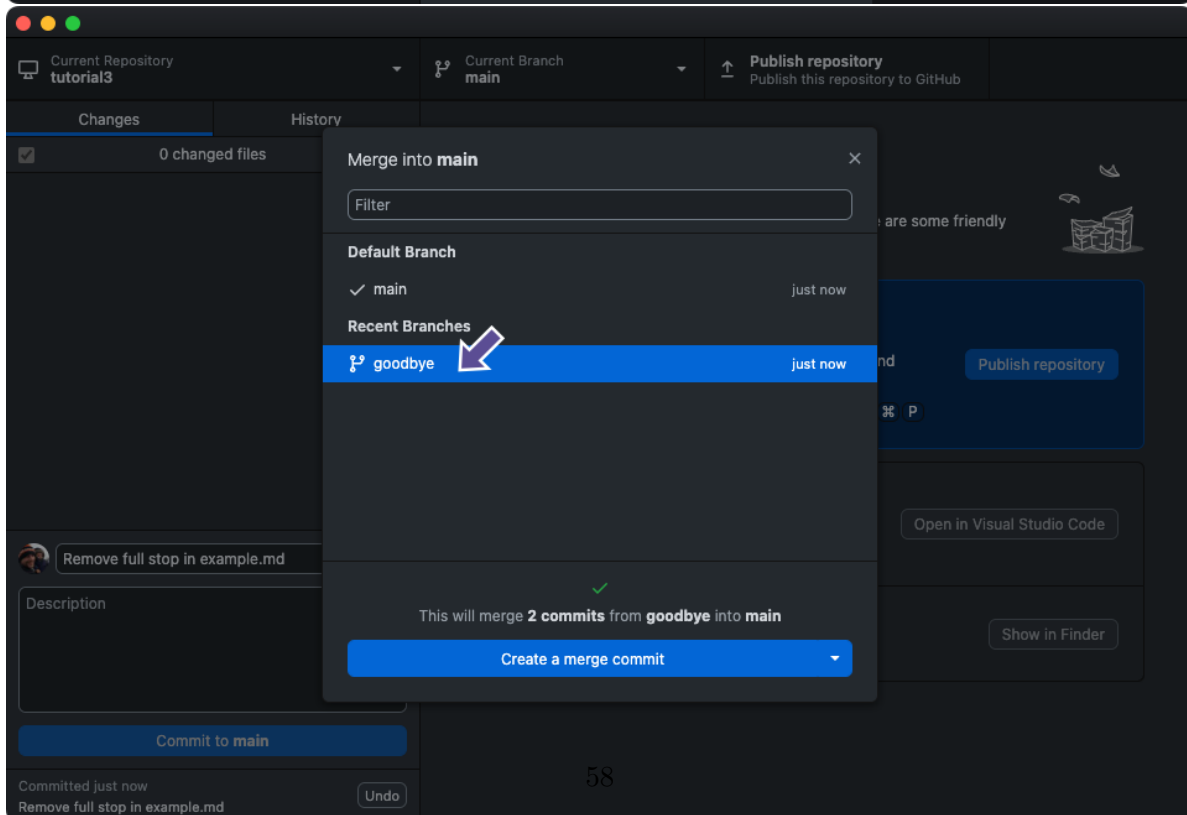 Current Repository
tutorial3
Current Branch
main
Publish repository
Publish this repository to GitHub
Changes
History
0 changed files
Merge into main
Filter
Default Branch
main
just now
Recent Branches
goodbye
just now
are some friendly
nd
Publish repository
⌘ P
Open in Visual Studio Code
Show in Finder
This will merge 2 commits from goodbye into main
Create a merge commit
Remove full stop in example.md
Description
Commit to main
Committed just now
Remove full stop in example.md
Undo
58